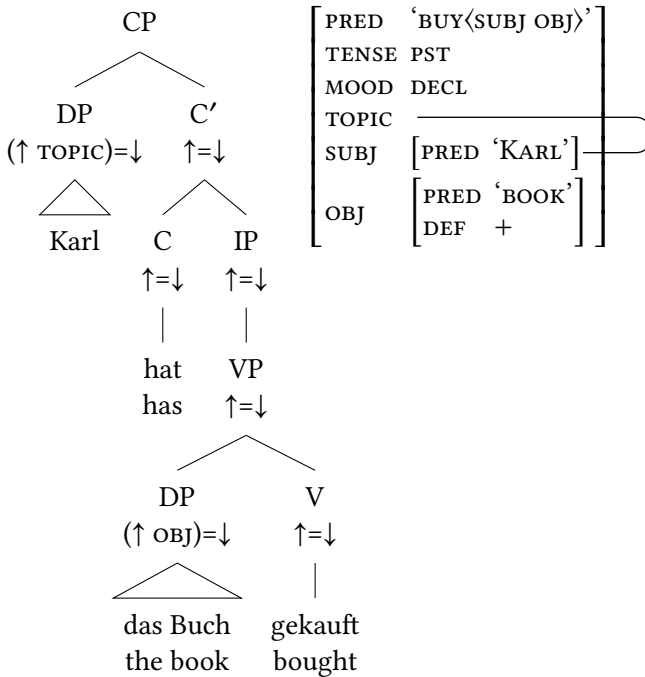 CP
DP C′
(↑ TOPIC)=↓ ↑=↓
Karl C IP
↑=↓ ↑=↓
hat VP
has ↑=↓
DP V
(↑ OBJ)=↓ ↑=↓
das Buch gekauft
the book bought
PRED ‘BUY⟨SUBJ OBJ⟩’
TENSE PST
MOOD DECL
TOPIC
SUBJ [PRED ‘KARL’]
PRED ‘BOOK’
OBJ
DEF +